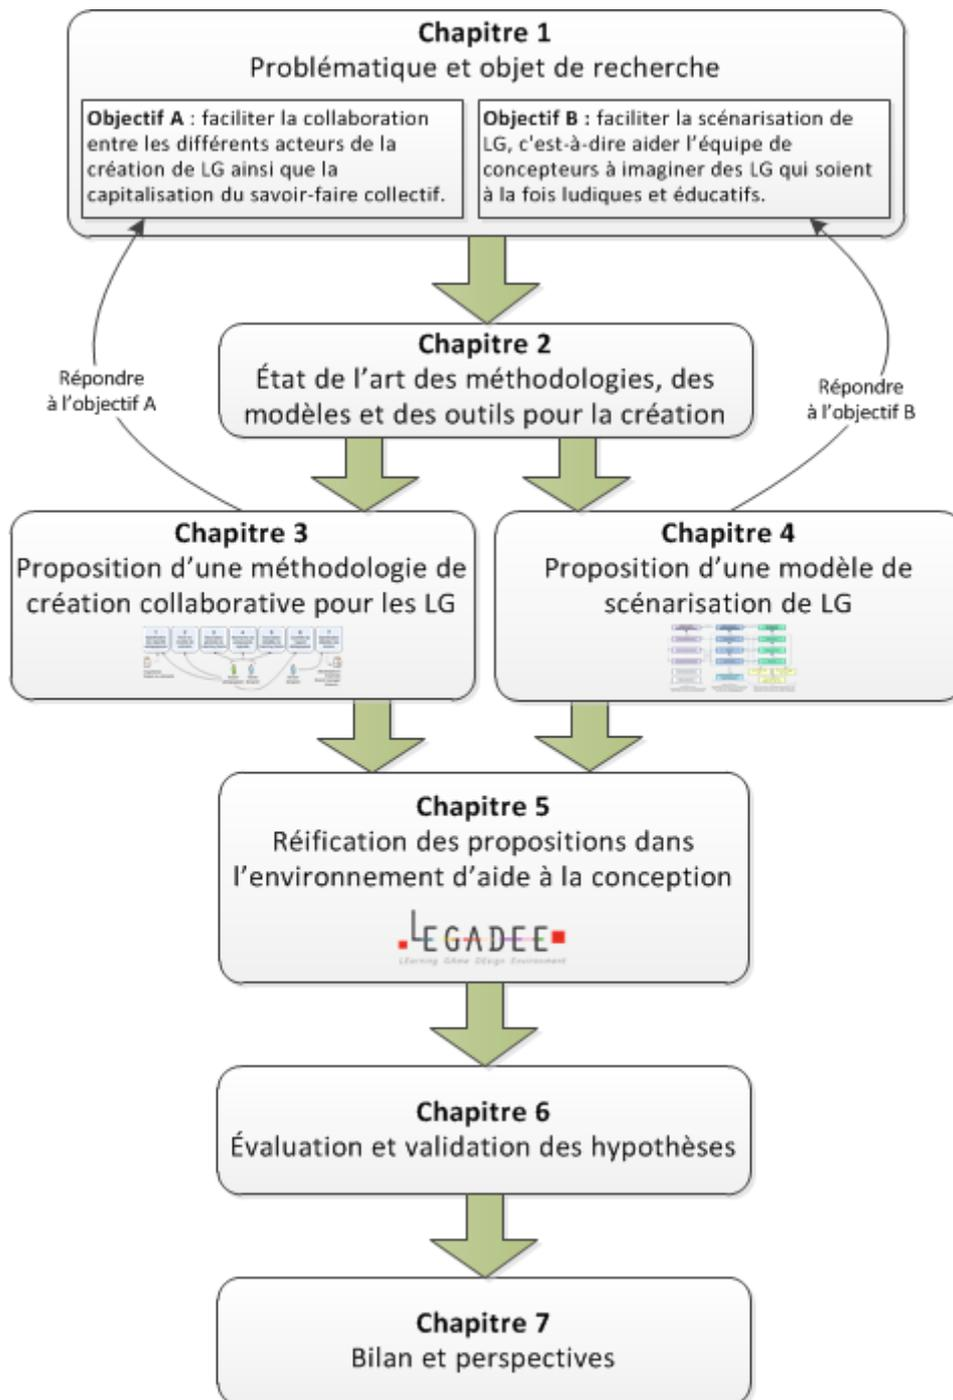 Chapitre 1
Problématique et objet de recherche
Objectif A : faciliter la collaboration
entre les différents acteurs de la
création de LG ainsi que la
capitalisation du savoir-faire collectif.
Objectif B : faciliter la scénarisation de
LG, c'est-à-dire aider l'équipe de
concepteurs à imaginer des LG qui soient
à la fois ludiques et éducatifs.
Répondre
à l'objectif A
Chapitre 2
État de l'art des méthodologies, des
modèles et des outils pour la création
Répondre
à l'objectif B
Chapitre 3
Proposition d'une méthodologie de
création collaborative pour les LG
Chapitre 4
Proposition d'une modèle de
scénarisation de LG
Chapitre 5
Réification des propositions dans
l'environnement d'aide à la conception
LEGADEE
LEarning GAme DEsign Environment
Chapitre 6
Évaluation et validation des hypothèses
Chapitre 7
Bilan et perspectives